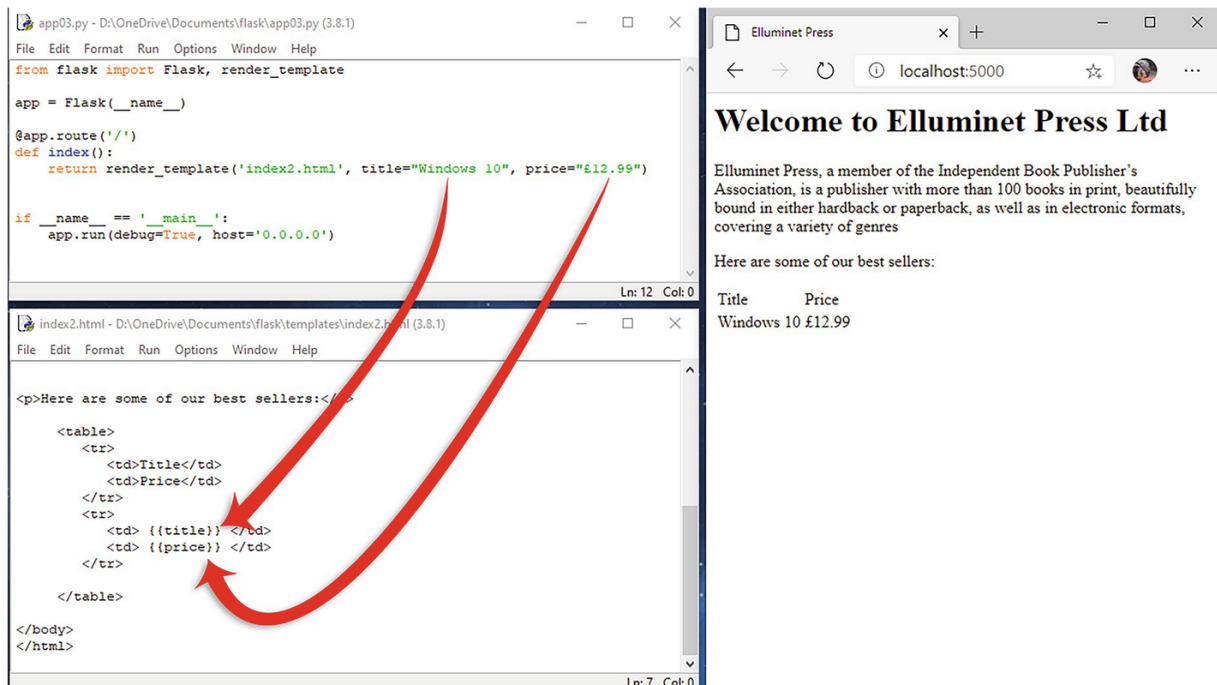 app03.py - D:\OneDrive\Documents\flask\app03.py (3.8.1)
File Edit Format Run Options Window Help
from flask import Flask, render_template
app = Flask(__name__)
@app.route('/')
def index():
    return render_template('index2.html', title="Windows 10", price="£12.99")
if __name__ == '__main__':
    app.run(debug=True, host='0.0.0.0')
Ln: 12 Col: 0
index2.html - D:\OneDrive\Documents\flask\templates\index2.html (3.8.1)
File Edit Format Run Options Window Help
<p>Here are some of our best sellers:</p>
<table>
<tr>
<td>Title</td>
<td>Price</td>
</tr>
<tr>
<td> {{title}} </td>
<td> {{price}} </td>
</tr>
</table>
</body>
</html>
Ln: 7 Col: 0
Elluminet Press
localhost:5000
Welcome to Elluminet Press Ltd
Elluminet Press, a member of the Independent Book Publisher’s
Association, is a publisher with more than 100 books in print, beautifully
bound in either hardback or paperback, as well as in electronic formats,
covering a variety of genres
Here are some of our best sellers:
Title Price
Windows 10 £12.99